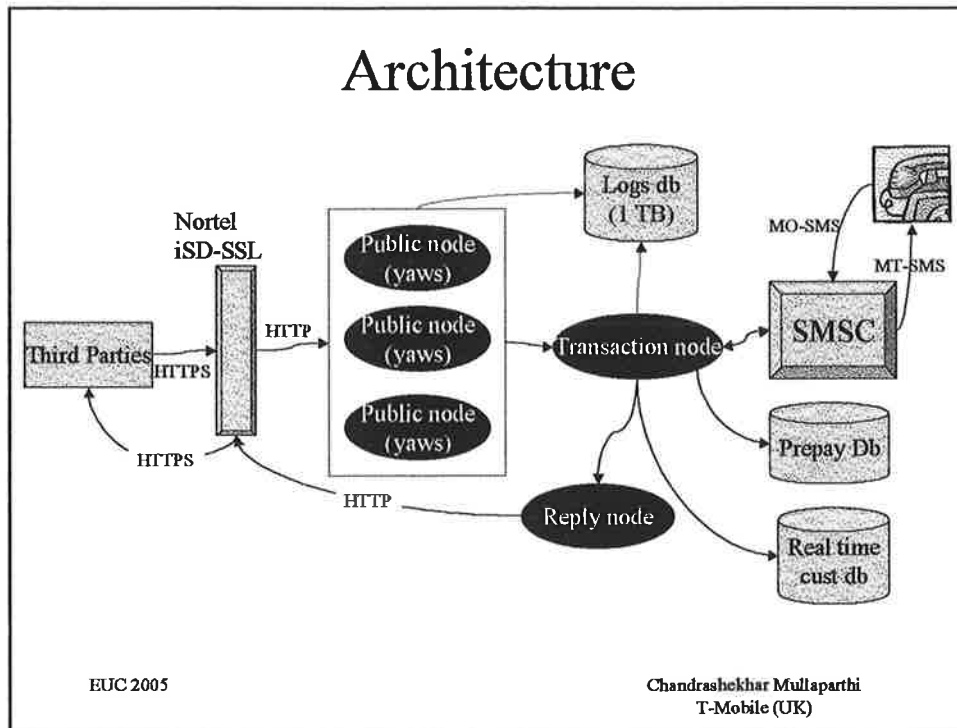 Architecture
Nortel
iSD-SSL
Logs db
(1 TB)
MO-SMS
MT-SMS
Public node
(yaws)
HTTP
Public node
(yaws)
Third Parties
HTTPS
Transaction node
SMSC
Public node
(yaws)
HTTPS
Prepay Db
HTTP
Reply node
Real time
cust db
EUC 2005
Chandrashekhar Mullaparthi
T-Mobile (UK)